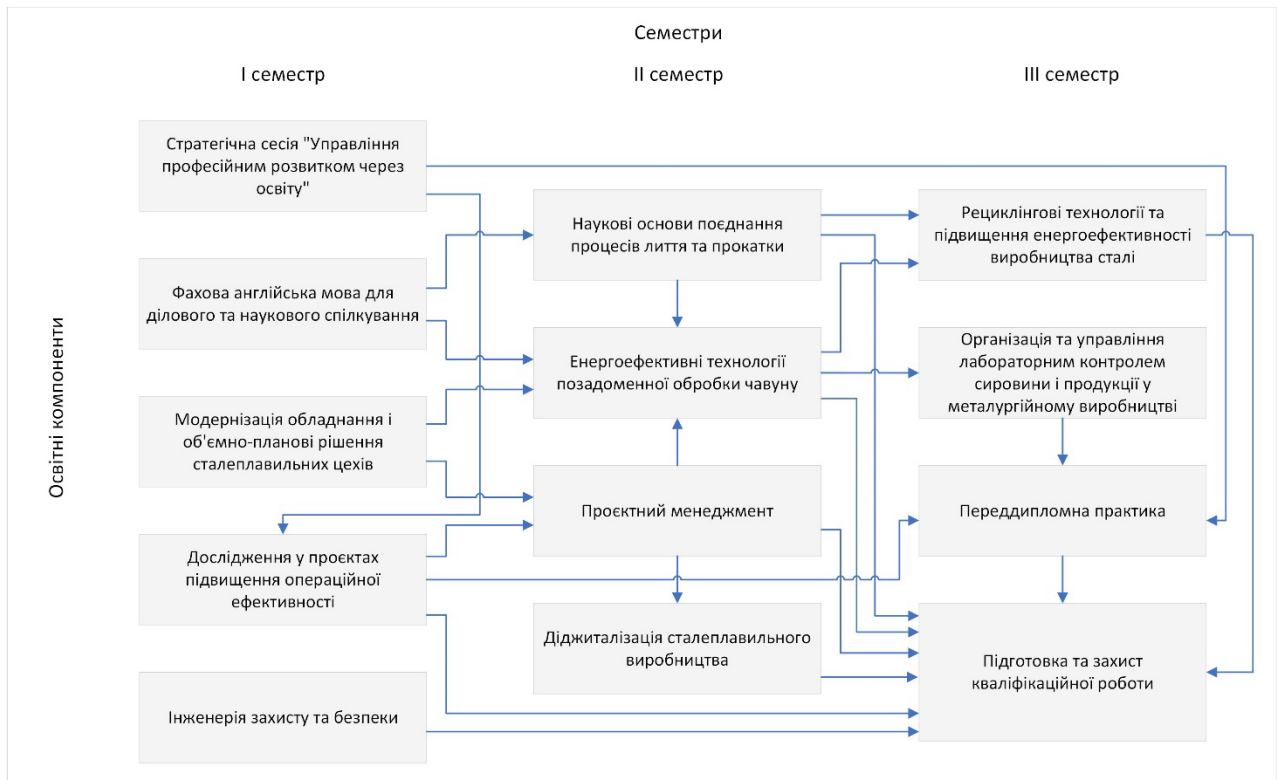 Семестри
І семестр
ІІ семестр
ІІІ семестр
Освітні компоненти
Стратегічна сесія "Управління
професійним розвитком через
освіту"
Фахова англійська мова для
ділового та наукового спілкування
Модернізація обладнання і
об'ємно-планові рішення
сталеплавильних цехів
Дослідження у проєктах
підвищення операційної
ефективності
Інженерія захисту та безпеки
Наукові основи поєднання
процесів лиття та прокатки
Енергоефективні технології
позадоменної обробки чавуну
Проєктний менеджмент
Діджиталізація сталеплавильного
виробництва
Рециклінгові технології та
підвищення енергоефективності
виробництва сталі
Організація та управління
лабораторним контролем
сировини і продукції у
металургійному виробництві
Переддипломна практика
Підготовка та захист
кваліфікаційної роботи